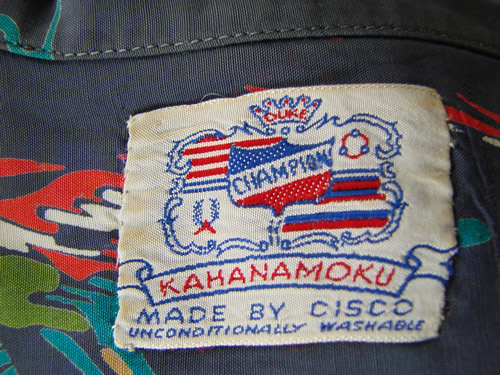 DUKE
CHAMPION
KAHANAMOKU
MADE BY CISCO
UNCONDITIONALLY WASHABLE